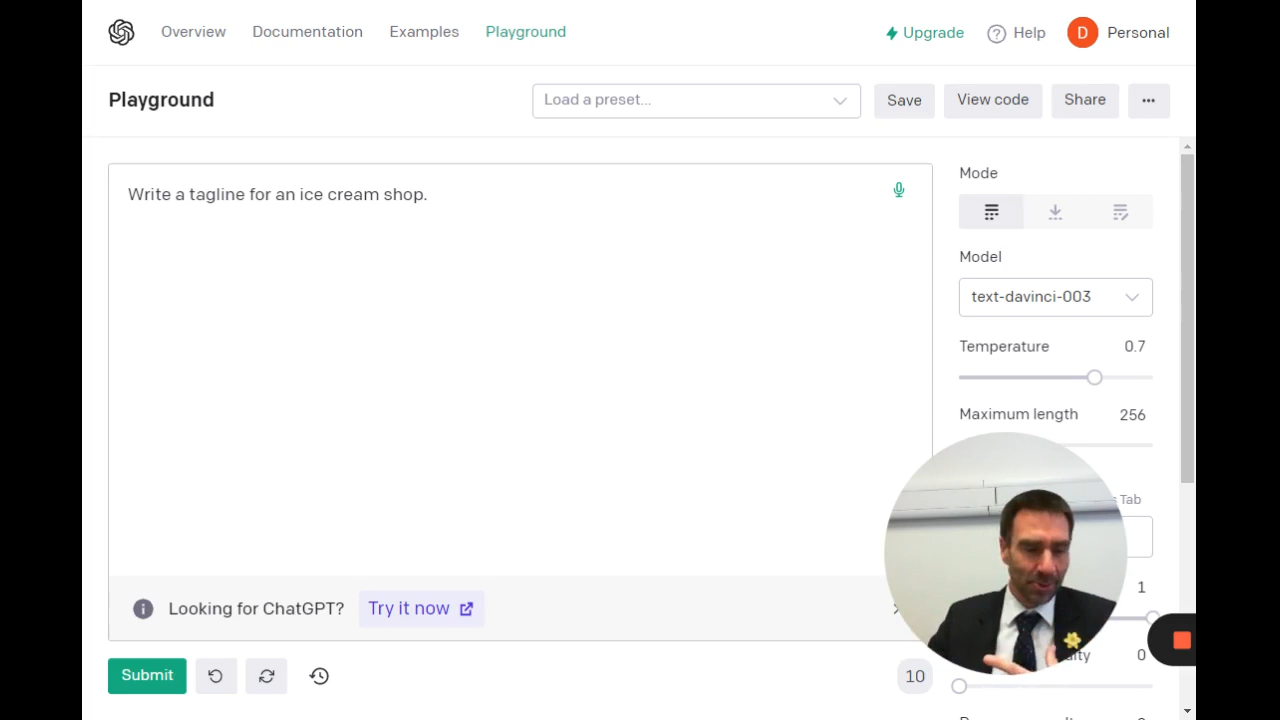 Overview Documentation Examples Playground Upgrade Help D Personal
Playground Load a preset... Save View code Share ...
Write a tagline for an ice cream shop.
Mode
Model
text-davinci-003
Temperature 0.7
Maximum length 256
Tab
1
Looking for ChatGPT? Try it now
0
Submit 10